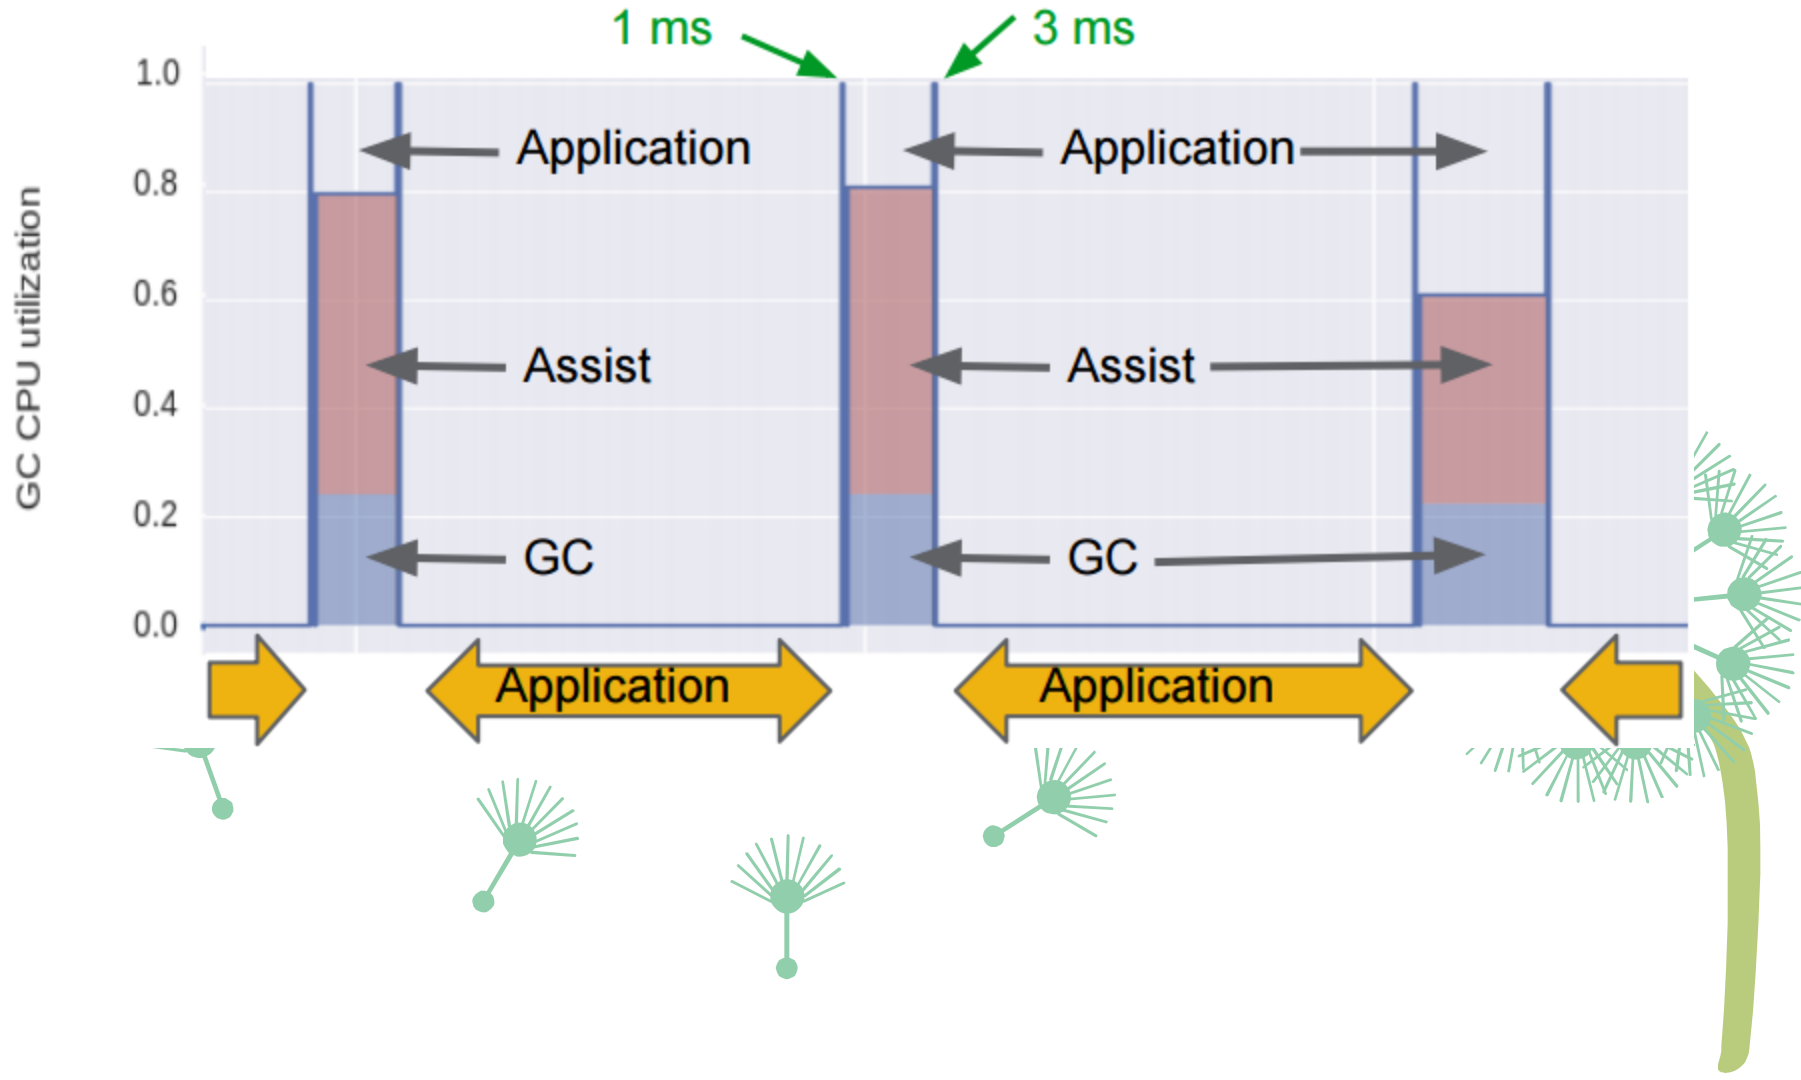 1 ms
3 ms
GC CPU utilization
1.0
0.8
0.6
0.4
0.2
0.0
Application
Application
Assist
Assist
GC
GC
Application
Application